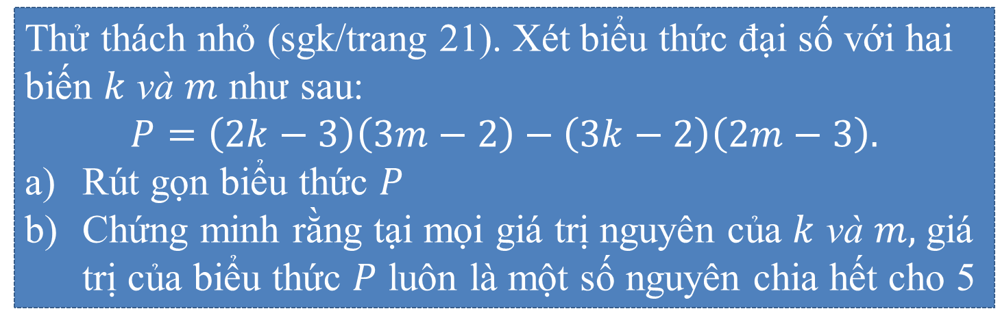 Thử thách nhỏ (sgk/trang 21). Xét biểu thức đại số với hai
biến k và m như sau:
P = (2k − 3)(3m − 2) − (3k − 2)(2m − 3).
a) Rút gọn biểu thức P
b) Chứng minh rằng tại mọi giá trị nguyên của k và m, giá
trị của biểu thức P luôn là một số nguyên chia hết cho 5